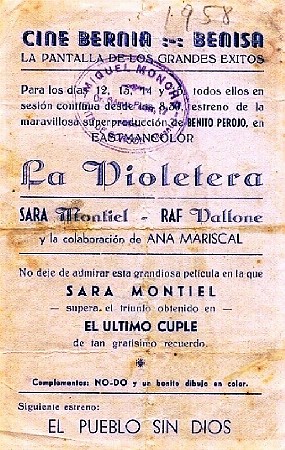 1958
CINE BERNIA :-: BENISA
LA PANTALLA DE LOS GRANDES EXITOS
Para los días 12, 13, 14 y todos ellos en
sesión continua desde las 8,30 estreno de la
maravillosa superproducción de BENITO PEROJO, en
EASTMANCOLOR
MIQUEL MONOR
La Violetera
SARA Montiel - RAF Vallone
y la colaboración de ANA MARISCAL
No deje de admirar esta grandiosa película en la que
SARA MONTIEL
— supera el triunfo obtenido en —
EL ULTIMO CUPLE
de tan gratísimo recuerdo.
Complementos: NO-DO y un bonito dibujo en color.
Siguiente estreno:
EL PUEBLO SIN DIOS